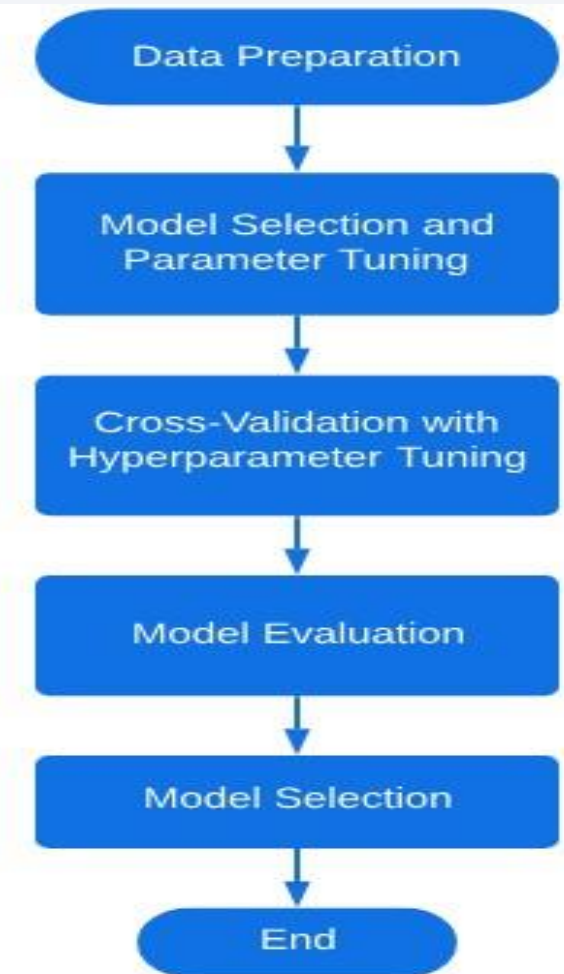 Data Preparation
Model Selection and
Parameter Tuning
Cross-Validation with
Hyperparameter Tuning
Model Evaluation
Model Selection
End